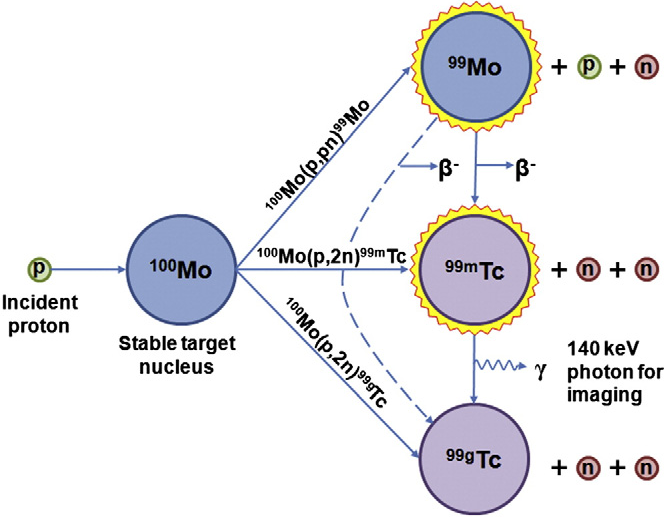 ⁹⁹Mo
+ p + n
¹⁰⁰Mo(p,pn)⁹⁹Mo
β⁻
β⁻
p
Incident
proton
¹⁰⁰Mo
Stable target
nucleus
¹⁰⁰Mo(p,2n)⁹⁹ᵐTc
⁹⁹ᵐTc
+ n + n
¹⁰⁰Mo(p,2n)⁹⁹ᵍTc
γ
140 keV
photon for
imaging
⁹⁹ᵍTc
+ n + n